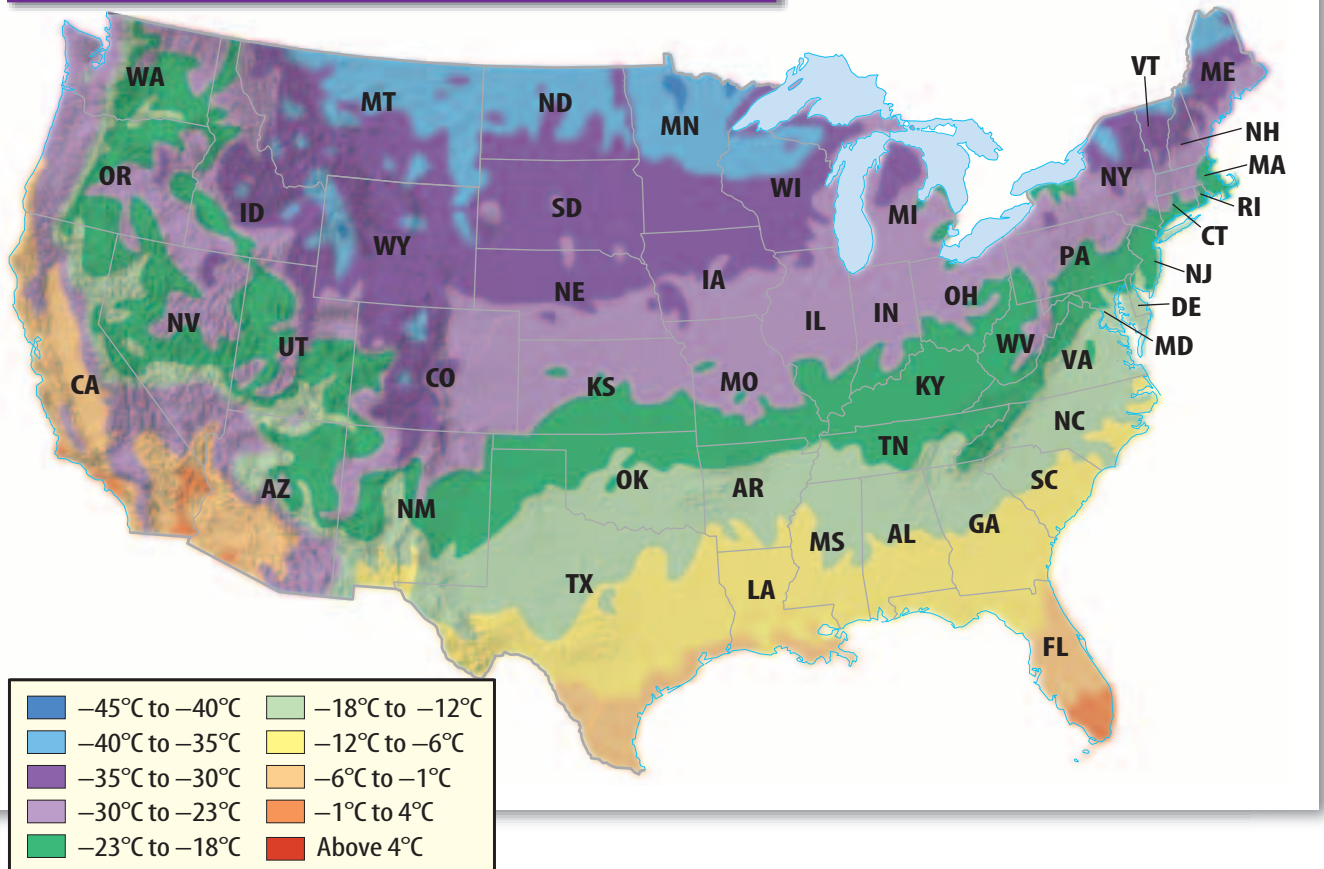 WA
MT
ND
MN
VT
ME
OR
ID
WY
SD
WI
MI
NY
NH
MA
RI
CT
NJ
DE
MD
NV
UT
CO
NE
IA
IL
IN
OH
PA
WV
VA
CA
KS
MO
KY
NC
TN
AZ
NM
OK
AR
SC
TX
LA
MS
AL
GA
FL
−45°C to −40°C
−40°C to −35°C
−35°C to −30°C
−30°C to −23°C
−23°C to −18°C
−18°C to −12°C
−12°C to −6°C
−6°C to −1°C
−1°C to 4°C
Above 4°C